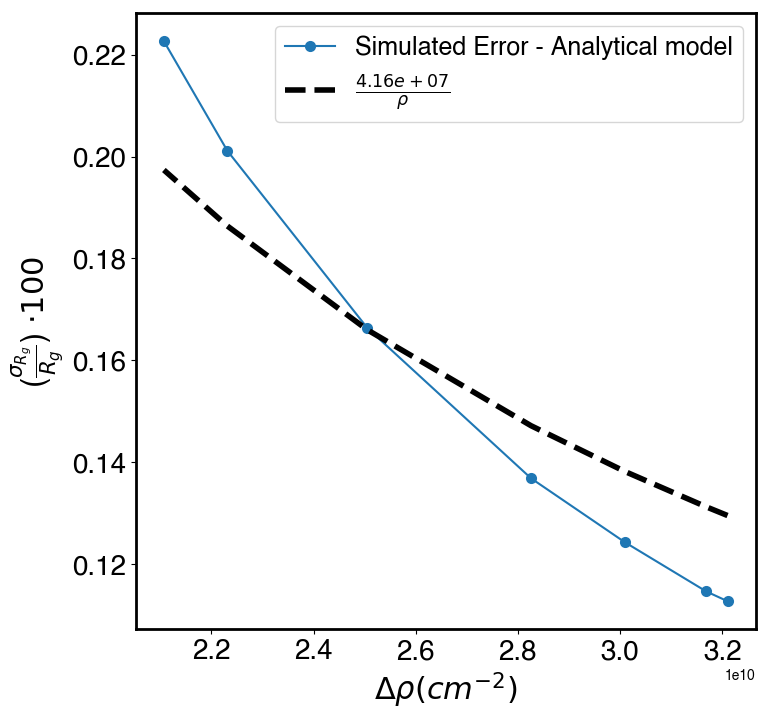 Simulated Error - Analytical model
4.16e + 07
ρ
0.22
0.20
0.18
0.16
0.14
0.12
(σ_{R_g}/R_g) ·100
2.2 2.4 2.6 2.8 3.0 3.2
1e10
Δρ(cm⁻²)